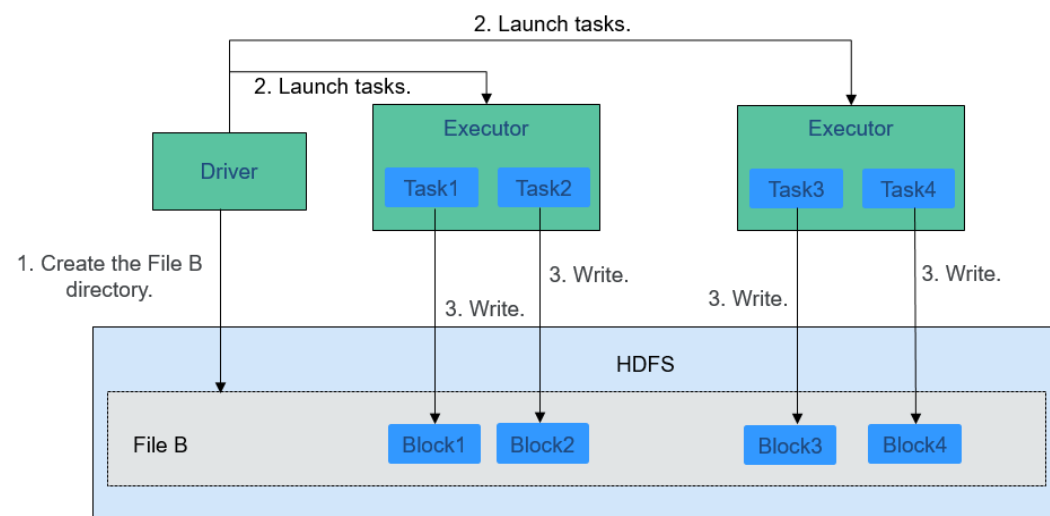 2. Launch tasks.
2. Launch tasks.
Executor
Executor
Driver
Task1
Task2
Task3
Task4
1. Create the File B
directory.
3. Write.
3. Write.
3. Write.
3. Write.
HDFS
File B
Block1
Block2
Block3
Block4